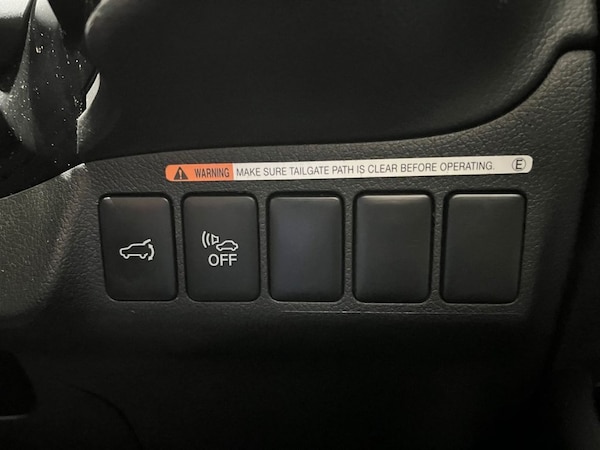 WARNING MAKE SURE TAILGATE PATH IS CLEAR BEFORE OPERATING. E
OFF